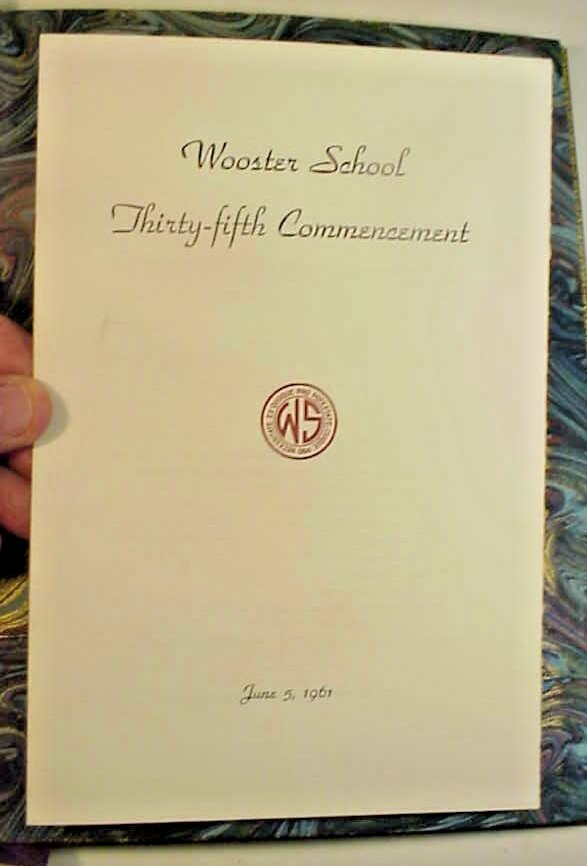 Wooster School
Thirty-fifth Commencement
WS
June 5, 1961